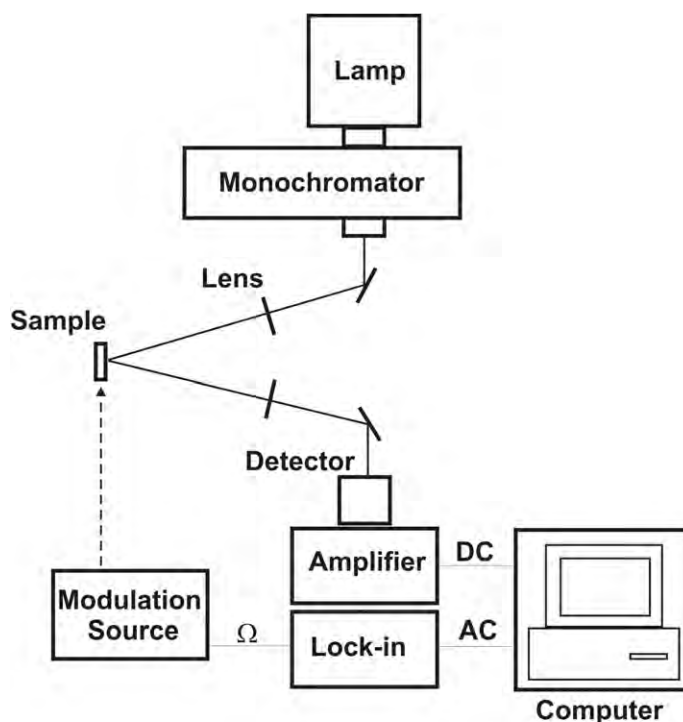 Lamp
Monochromator
Lens
Sample
Detector
Amplifier
DC
Modulation
Source
Ω
Lock-in
AC
Computer